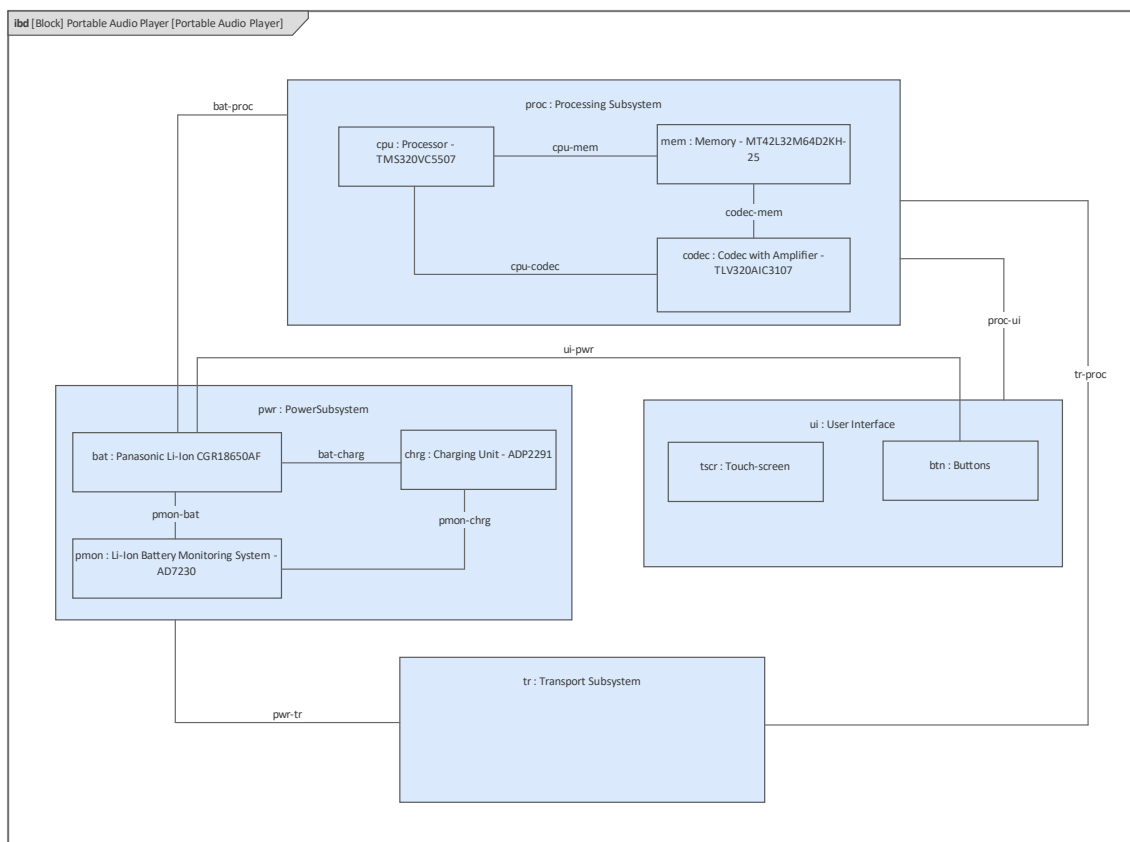 ibd [Block] Portable Audio Player [Portable Audio Player]
bat-proc
proc : Processing Subsystem
cpu : Processor -
TMS320VC5507
cpu-mem
mem : Memory - MT42L32M64D2KH-
25
codec-mem
cpu-codec
codec : Codec with Amplifier -
TLV320AIC3107
proc-ui
ui-pwr
tr-proc
pwr : PowerSubsystem
bat : Panasonic Li-Ion CGR18650AF
bat-charg
chrg : Charging Unit - ADP2291
pmon-bat
pmon-chrg
pmon : Li-Ion Battery Monitoring System -
AD7230
ui : User Interface
tscr : Touch-screen
btn : Buttons
tr : Transport Subsystem
pwr-tr